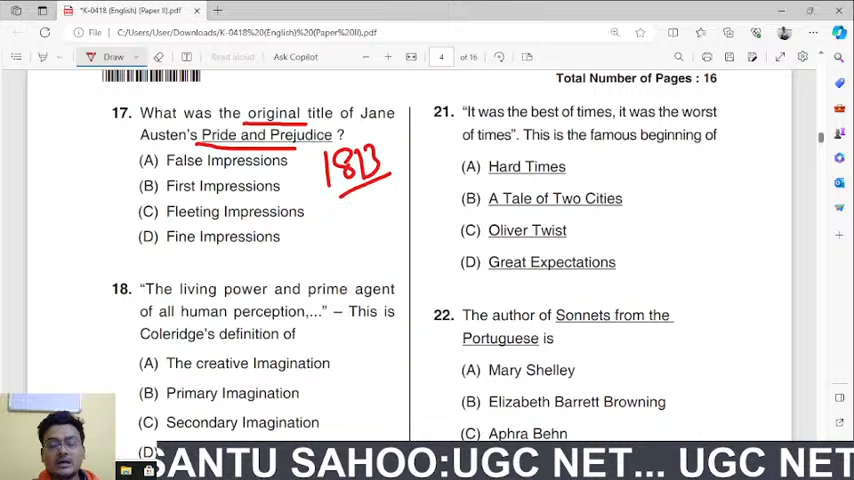 *K-0418 (English) (Paper II).pdf
C:/Users/User/Downloads/K-0418%20(English)%20(Paper%20II).pdf
Draw
Read aloud
Ask Copilot
4
of 16
Total Number of Pages : 16
17. What was the original title of Jane
Austen's Pride and Prejudice ?
(A) False Impressions
(B) First Impressions
(C) Fleeting Impressions
(D) Fine Impressions
1813
18. "The living power and prime agent
of all human perception,..." – This is
Coleridge's definition of
(A) The creative Imagination
(B) Primary Imagination
(C) Secondary Imagination
(D)
21. "It was the best of times, it was the worst
of times". This is the famous beginning of
(A) Hard Times
(B) A Tale of Two Cities
(C) Oliver Twist
(D) Great Expectations
22. The author of Sonnets from the
Portuguese is
(A) Mary Shelley
(B) Elizabeth Barrett Browning
(C) Aphra Behn
SANTU SAHOO:UGC NET... UGC NET